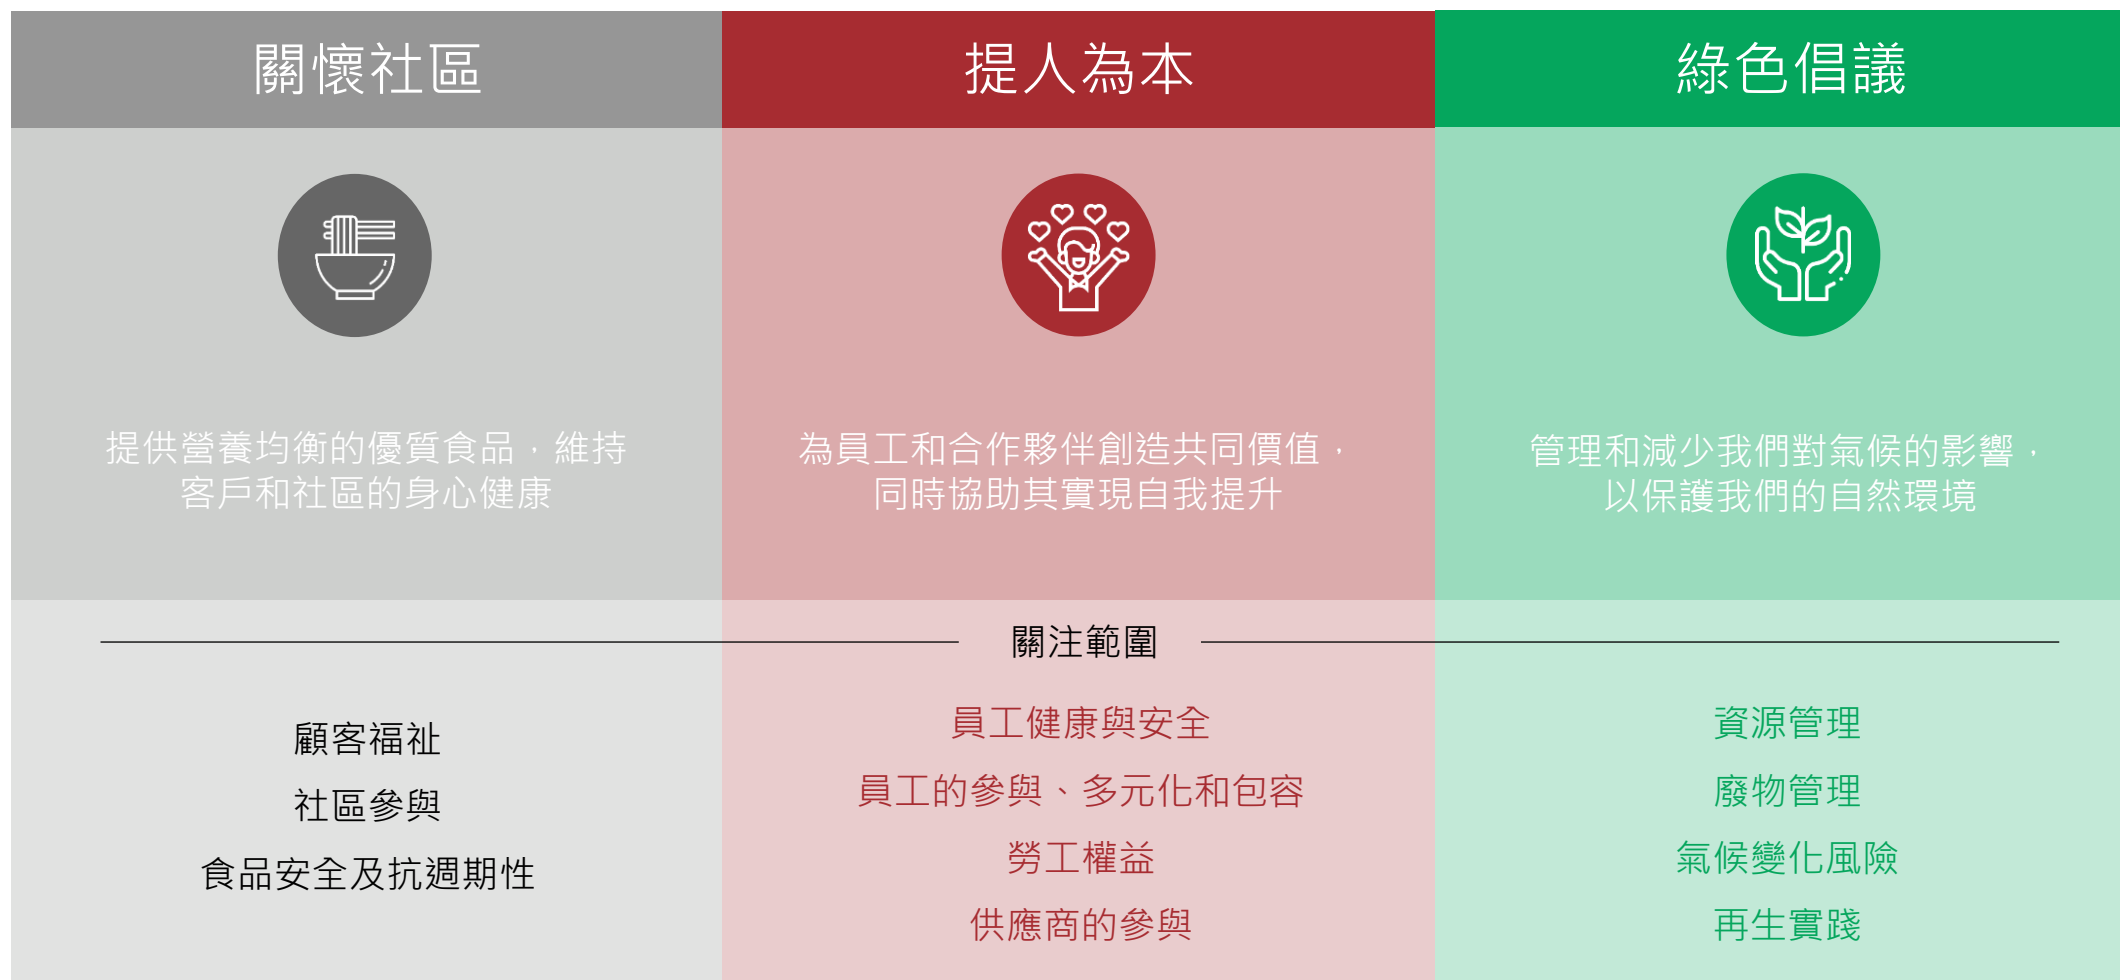 關懷社區
提供營養均衡的優質食品，維持
客戶和社區的身心健康
提人為本
為員工和合作夥伴創造共同價值，
同時協助其實現自我提升
綠色倡議
管理和減少我們對氣候的影響，
以保護我們的自然環境
關注範圍
顧客福祉
社區參與
食品安全及抗週期性
員工健康與安全
員工的參與、多元化和包容
勞工權益
供應商的參與
資源管理
廢物管理
氣候變化風險
再生實踐